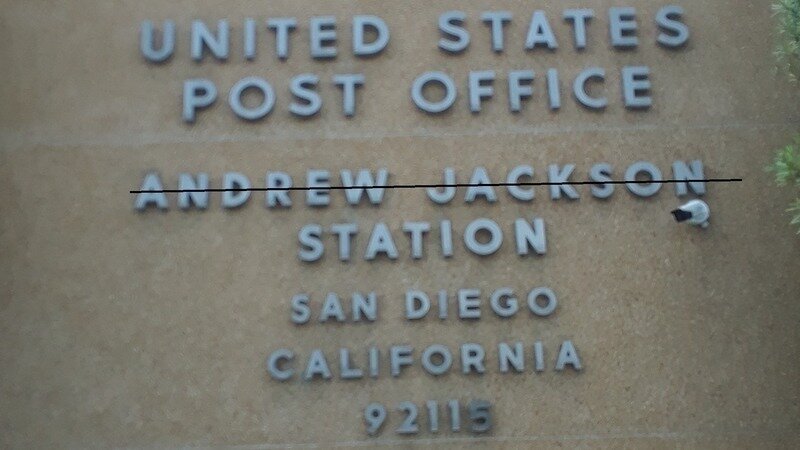 UNITED STATES
POST OFFICE
ANDREW JACKSON
STATION
SAN DIEGO
CALIFORNIA
92115